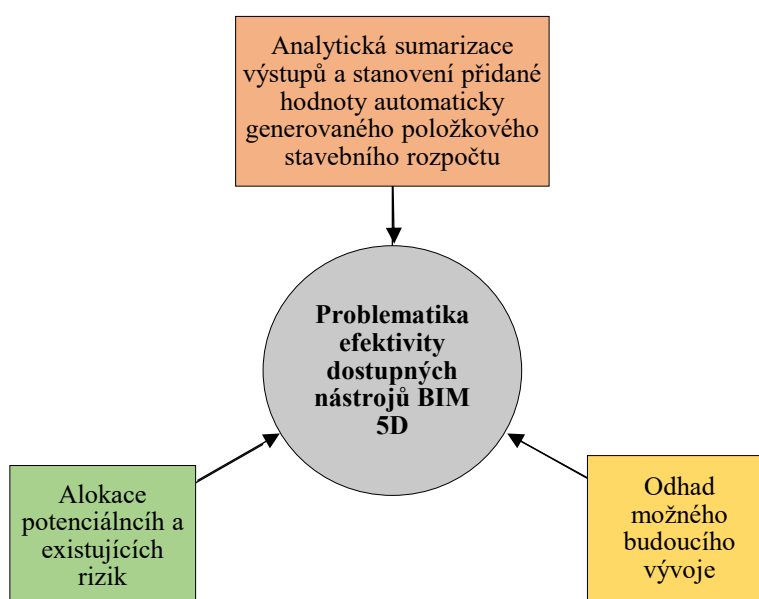 Analytická sumarizace
výstupů a stanovení přidané
hodnoty automaticky
generovaného položkového
stavebního rozpočtu
Problematika
efektivity
dostupných
nástrojů BIM
5D
Alokace
potenciálncíh a
existujících
rizik
Odhad
možného
budoucího
vývoje